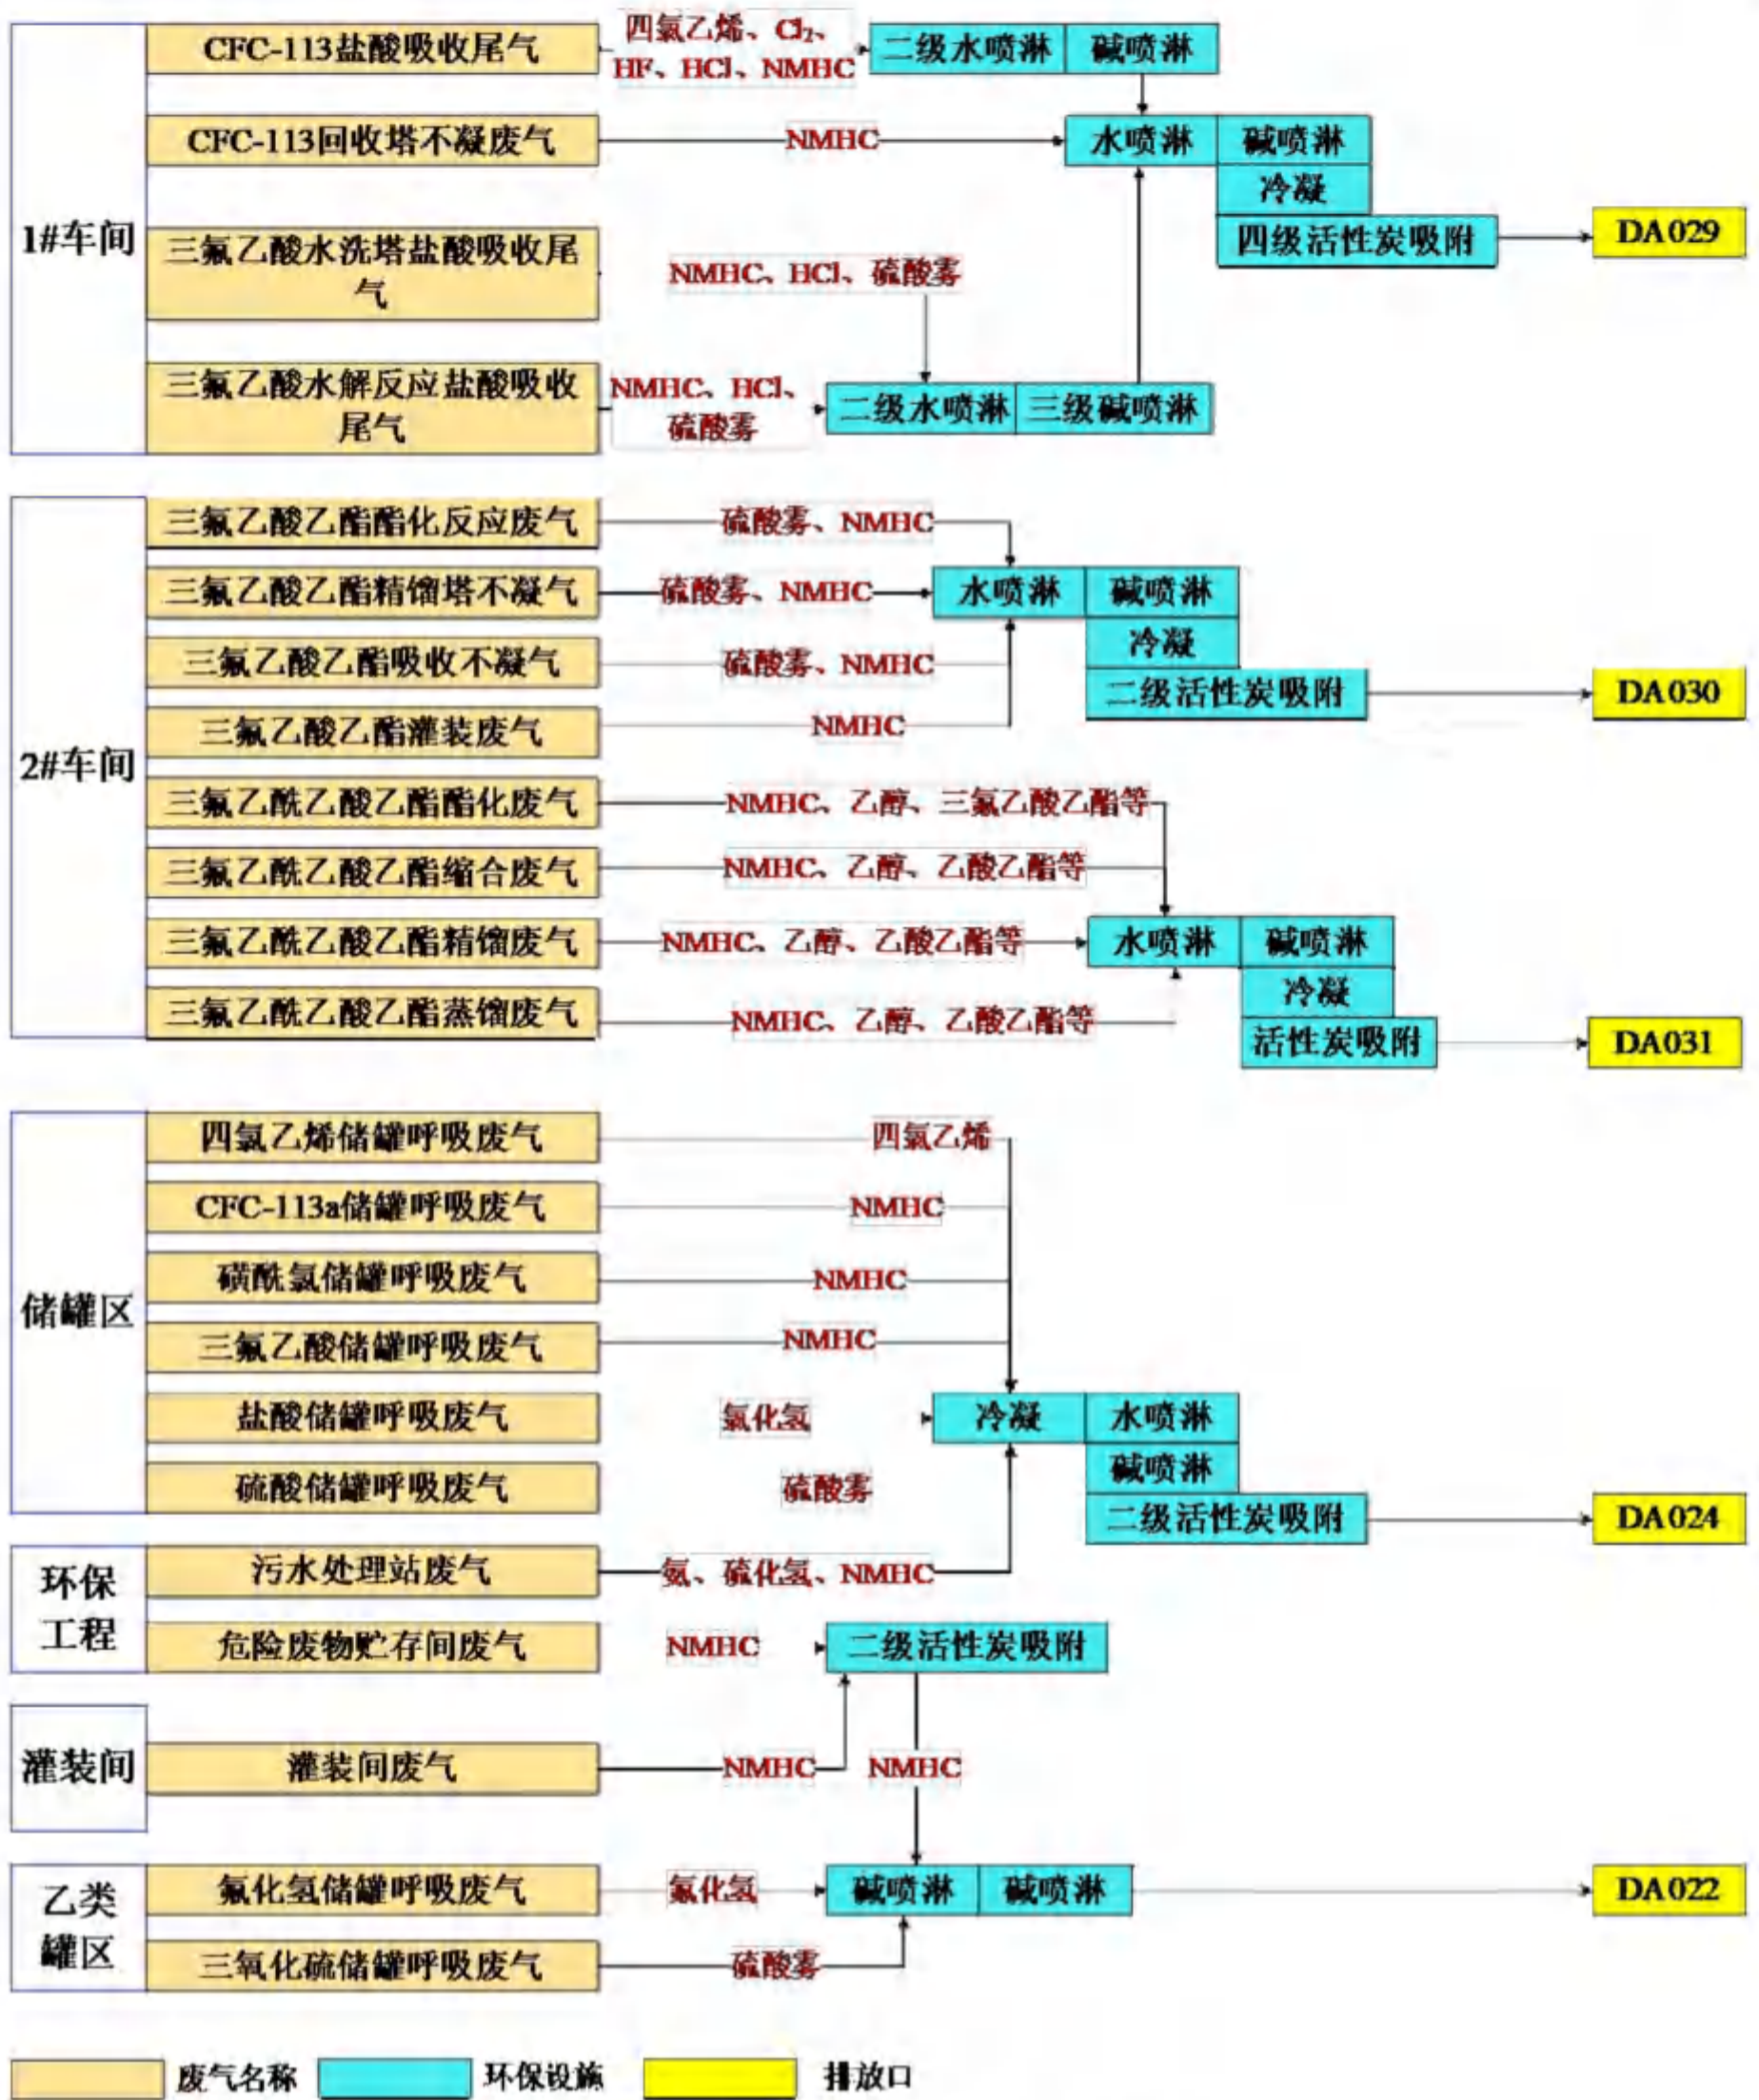 1#车间
CFC-113盐酸吸收尾气
四氯乙烯、Cl₂、
HF、HCl、NMHC
二级水喷淋
碱喷淋
CFC-113回收塔不凝废气
NMHC
水喷淋
碱喷淋
冷凝
四级活性炭吸附
DA029
三氟乙酸水洗塔盐酸吸收尾
气
NMHC、HCl、硫酸雾
三氟乙酸水解反应盐酸吸收
尾气
NMHC、HCl、
硫酸雾
二级水喷淋
三级碱喷淋
2#车间
三氟乙酸乙酯酯化反应废气
硫酸雾、NMHC
三氟乙酸乙酯精馏塔不凝气
硫酸雾、NMHC
水喷淋
碱喷淋
冷凝
二级活性炭吸附
DA030
三氟乙酸乙酯吸收不凝气
硫酸雾、NMHC
三氟乙酸乙酯灌装废气
NMHC
三氟乙酰乙酸乙酯酯化废气
NMHC、乙醇、三氟乙酸乙酯等
三氟乙酰乙酸乙酯缩合废气
NMHC、乙醇、乙酸乙酯等
三氟乙酰乙酸乙酯精馏废气
NMHC、乙醇、乙酸乙酯等
水喷淋
碱喷淋
冷凝
活性炭吸附
DA031
三氟乙酰乙酸乙酯蒸馏废气
NMHC、乙醇、乙酸乙酯等
储罐区
四氯乙烯储罐呼吸废气
四氯乙烯
CFC-113a储罐呼吸废气
NMHC
磺酰氯储罐呼吸废气
NMHC
三氟乙酸储罐呼吸废气
NMHC
盐酸储罐呼吸废气
氯化氢
冷凝
水喷淋
碱喷淋
二级活性炭吸附
DA024
硫酸储罐呼吸废气
硫酸雾
环保
工程
污水处理站废气
氨、硫化氢、NMHC
危险废物贮存间废气
NMHC
二级活性炭吸附
灌装间
灌装间废气
NMHC
NMHC
乙类
罐区
氟化氢储罐呼吸废气
氟化氢
碱喷淋
碱喷淋
DA022
三氧化硫储罐呼吸废气
硫酸雾
废气名称
环保设施
排放口